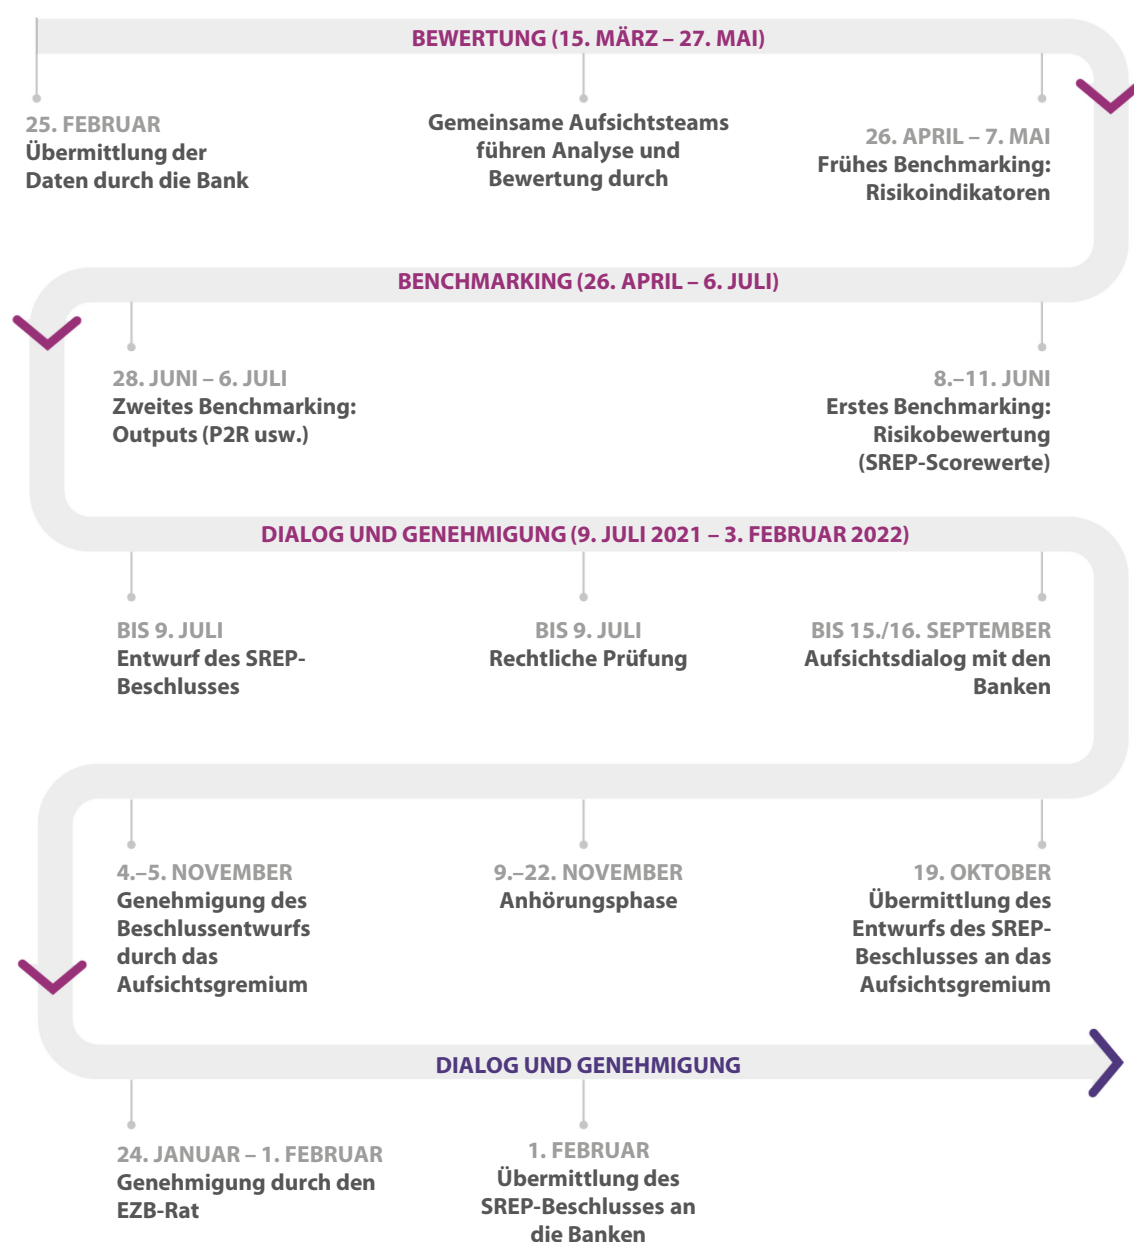 BEWERTUNG (15. MÄRZ – 27. MAI)
25. FEBRUAR
Übermittlung der
Daten durch die Bank
Gemeinsame Aufsichtsteams
führen Analyse und
Bewertung durch
26. APRIL – 7. MAI
Frühes Benchmarking:
Risikoindikatoren
BENCHMARKING (26. APRIL – 6. JULI)
28. JUNI – 6. JULI
Zweites Benchmarking:
Outputs (P2R usw.)
8.–11. JUNI
Erstes Benchmarking:
Risikobewertung
(SREP-Scorewerte)
DIALOG UND GENEHMIGUNG (9. JULI 2021 – 3. FEBRUAR 2022)
BIS 9. JULI
Entwurf des SREP-
Beschlusses
BIS 9. JULI
Rechtliche Prüfung
BIS 15./16. SEPTEMBER
Aufsichtsdialog mit den
Banken
4.–5. NOVEMBER
Genehmigung des
Beschlussentwurfs
durch das
Aufsichtsgremium
9.–22. NOVEMBER
Anhörungsphase
19. OKTOBER
Übermittlung des
Entwurfs des SREP-
Beschlusses an das
Aufsichtsgremium
DIALOG UND GENEHMIGUNG
24. JANUAR – 1. FEBRUAR
Genehmigung durch den
EZB-Rat
1. FEBRUAR
Übermittlung des
SREP-Beschlusses an
die Banken